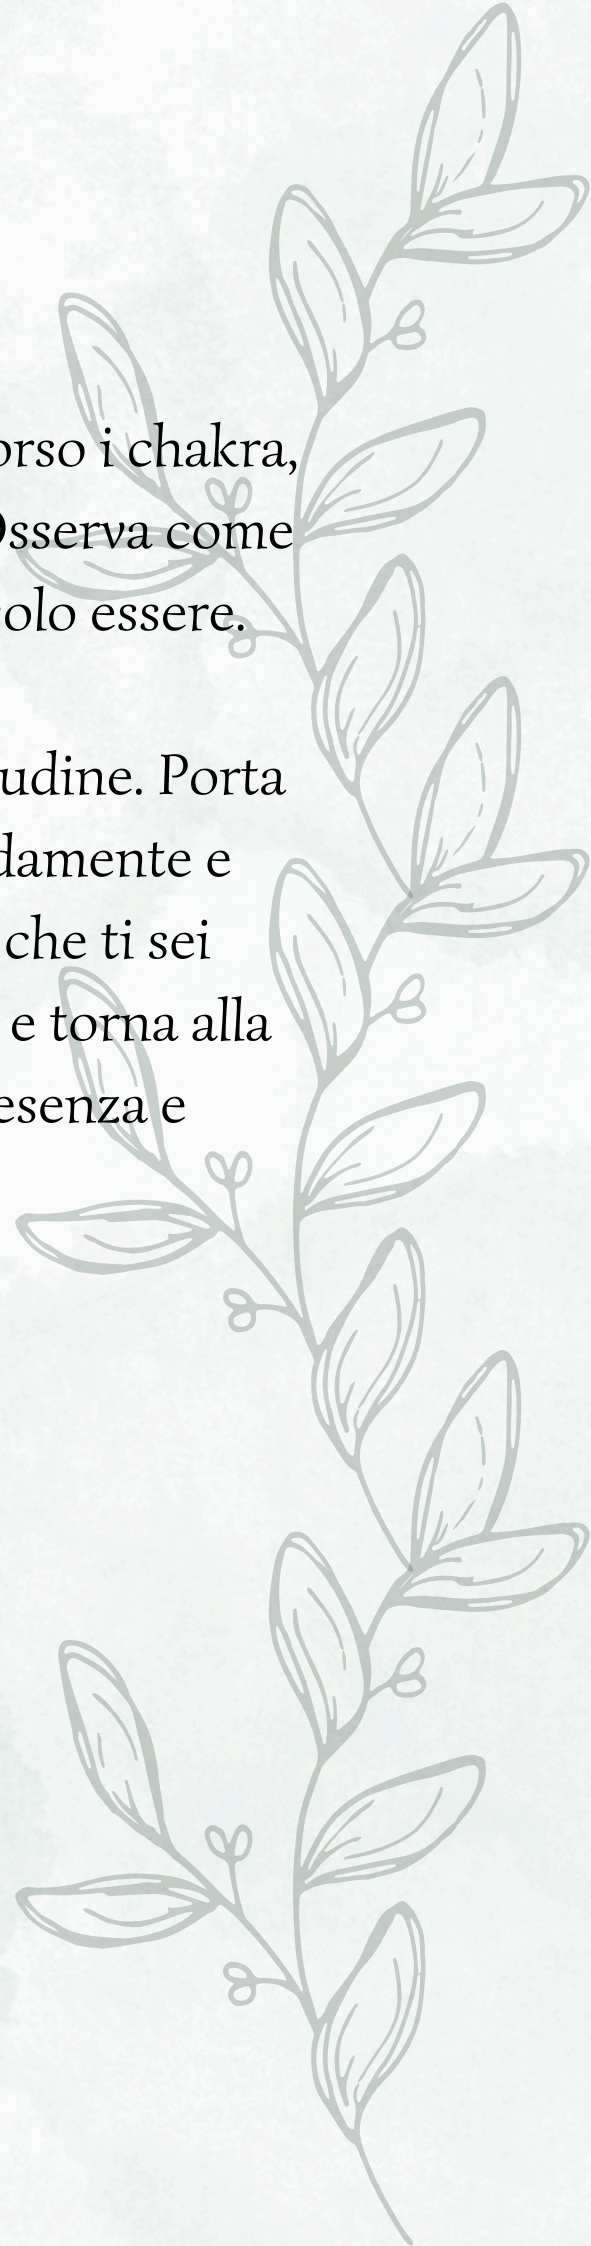 orso i chakra,
Osserva come
olo essere.
udine. Porta
damente e
che ti sei
e torna alla
esenza e